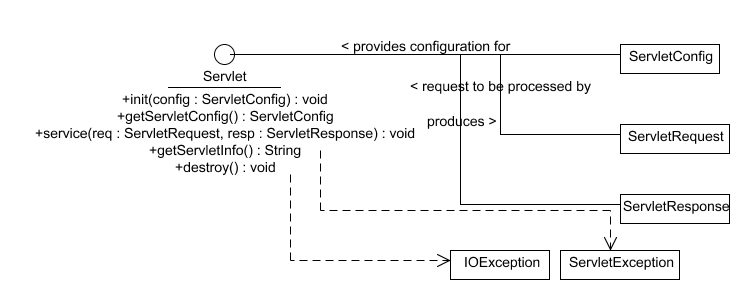 < provides configuration for
ServletConfig
Servlet
< request to be processed by
+init(config : ServletConfig) : void
+getServletConfig() : ServletConfig
produces >
+service(req : ServletRequest, resp : ServletResponse) : void
ServletRequest
+getServletInfo() : String
+destroy() : void
ServletResponse
IOException
ServletException